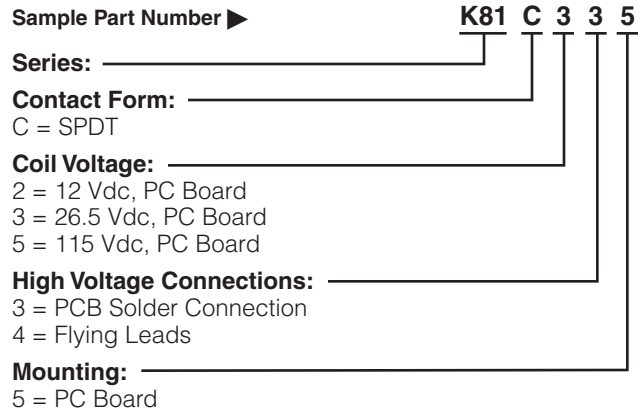 Sample Part Number ▶ K81 C 3 3 5
Series:
Contact Form:
C = SPDT
Coil Voltage:
2 = 12 Vdc, PC Board
3 = 26.5 Vdc, PC Board
5 = 115 Vdc, PC Board
High Voltage Connections:
3 = PCB Solder Connection
4 = Flying Leads
Mounting:
5 = PC Board